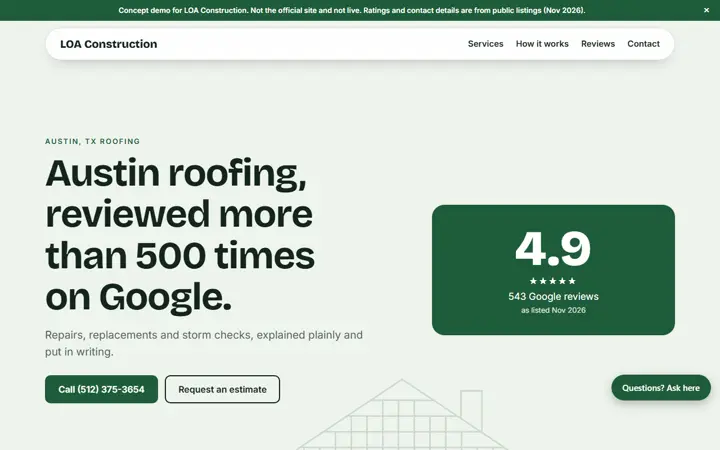 Concept demo for LOA Construction. Not the official site and not live. Ratings and contact details are from public listings (Nov 2026). ×
LOA Construction
Services How it works Reviews Contact
AUSTIN, TX ROOFING
Austin roofing,
reviewed more
than 500 times
on Google.
Repairs, replacements and storm checks, explained plainly and
put in writing.
Call (512) 375-3654
Request an estimate
4.9
★★★★★
543 Google reviews
as listed Nov 2026
Questions? Ask here